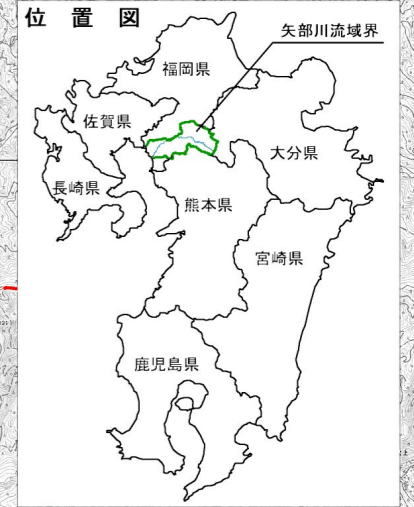 位置図
矢部川流域界
福岡県
佐賀県
大分県
長崎県
熊本県
宮崎県
鹿児島県